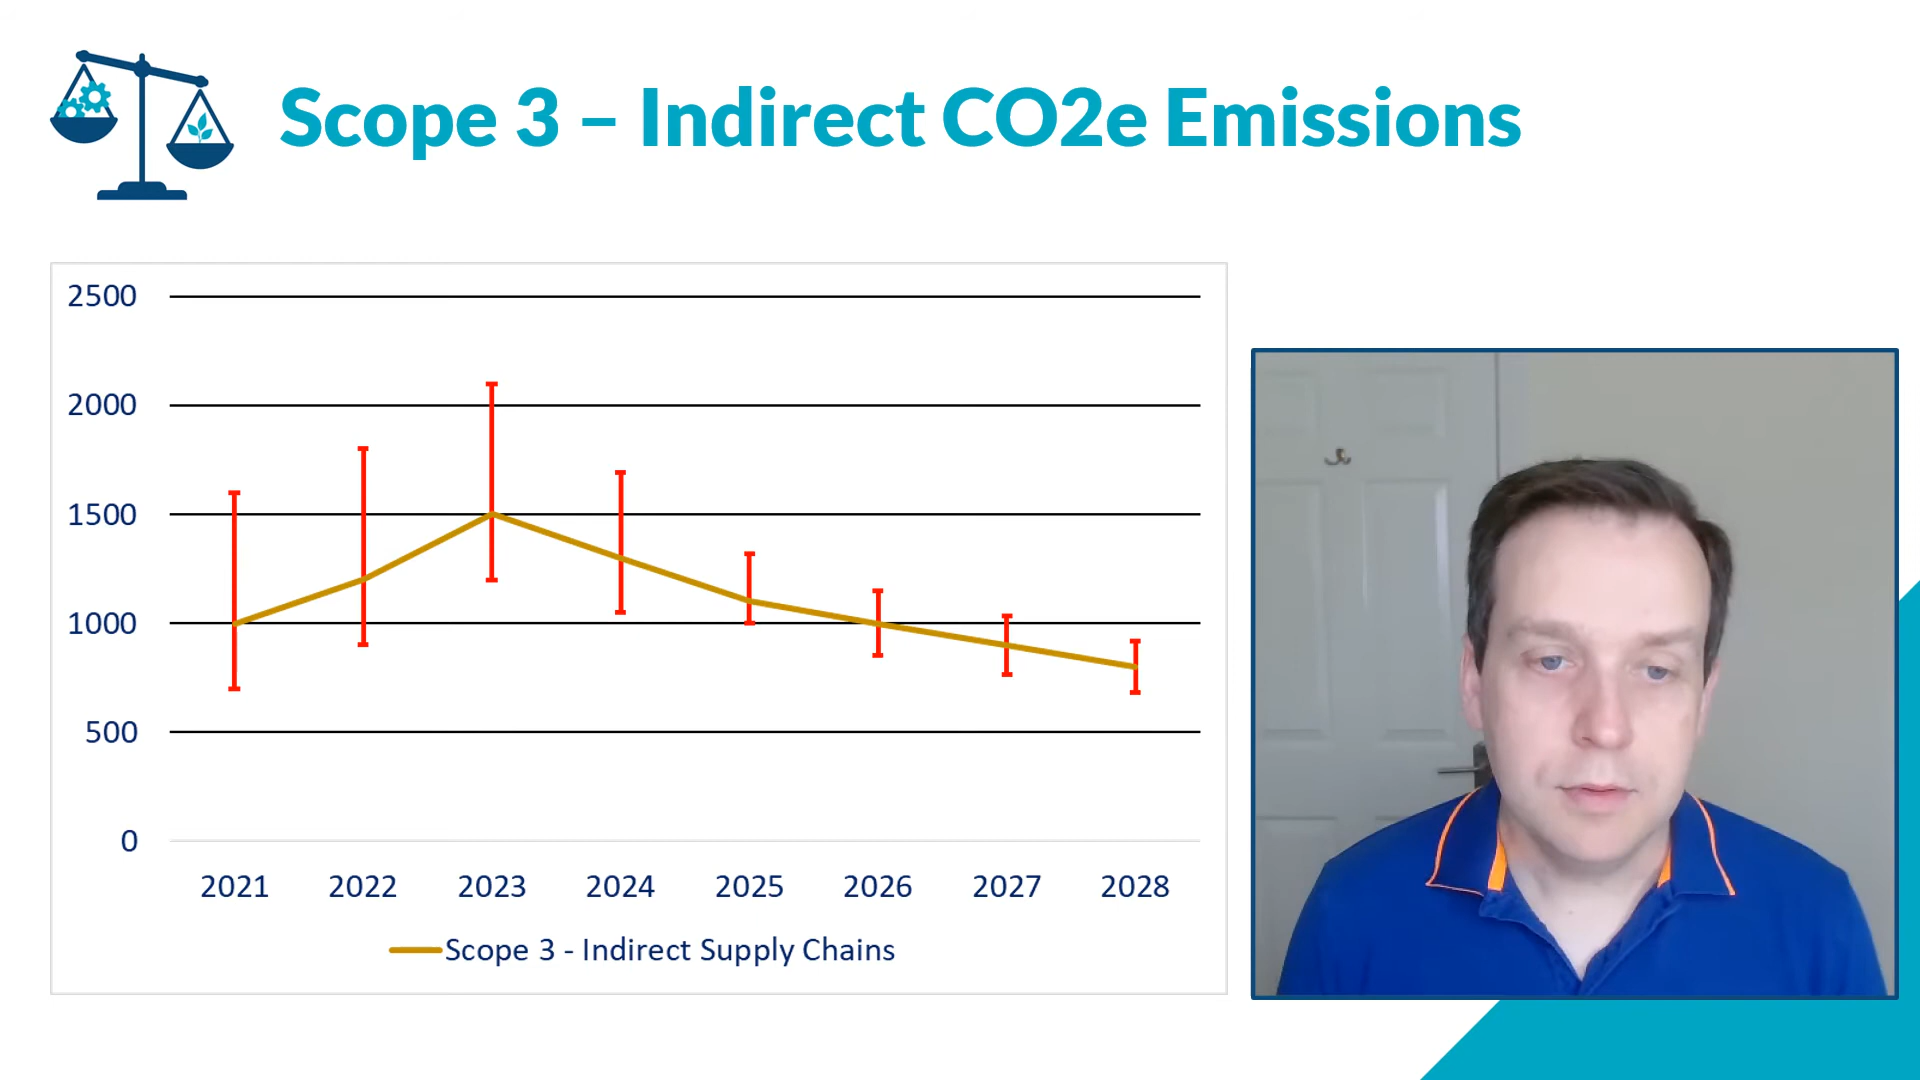 Scope 3 – Indirect CO2e Emissions
2500
2000
1500
1000
500
0
2021 2022 2023 2024 2025 2026 2027 2028
Scope 3 - Indirect Supply Chains